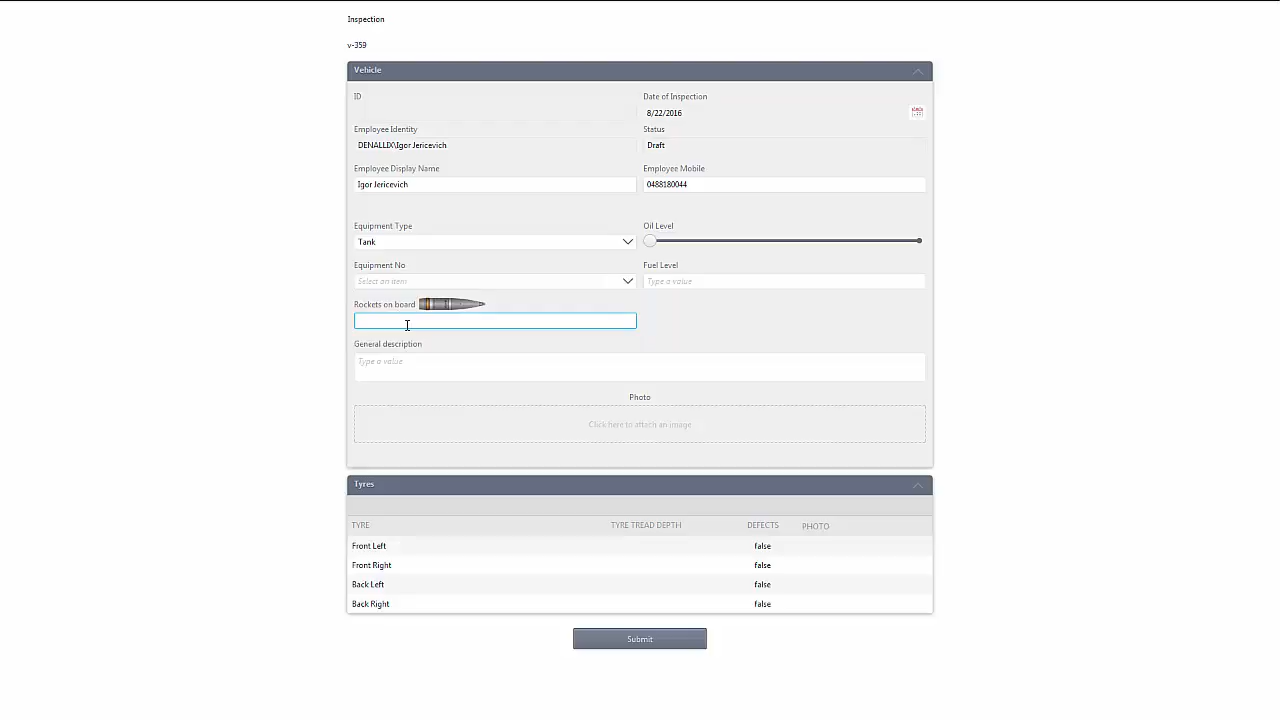 Inspection
v-359
Vehicle
ID
Date of Inspection
8/22/2016
Employee Identity
Status
DENALLIX\Igor Jericevich
Draft
Employee Display Name
Employee Mobile
Igor Jericevich
0488180044
Equipment Type
Oil Level
Tank
Equipment No
Fuel Level
Select an item
Type a value
Rockets on board
General description
Type a value
Photo
Click here to attach an image
Tyres
TYRE TYRE TREAD DEPTH DEFECTS PHOTO
Front Left false
Front Right false
Back Left false
Back Right false
Submit